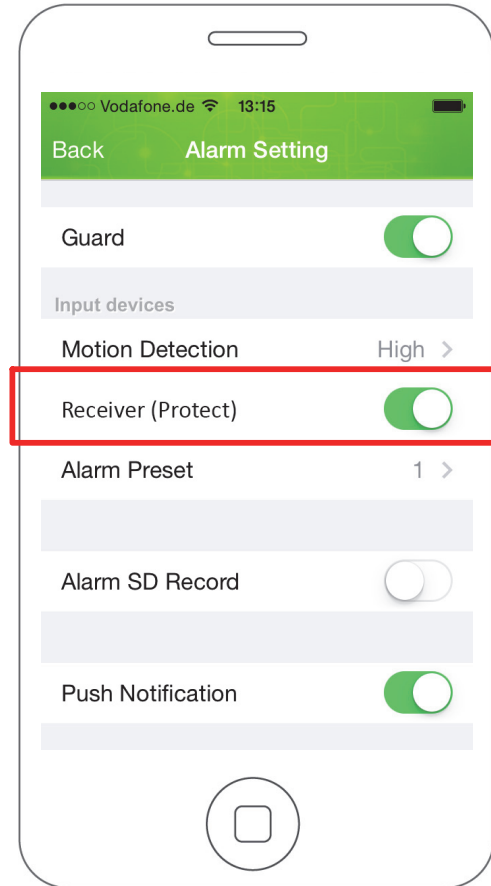 ●●●○○ Vodafone.de 13:15
Back Alarm Setting
Guard
Input devices
Motion Detection High >
Receiver (Protect)
Alarm Preset 1 >
Alarm SD Record
Push Notification